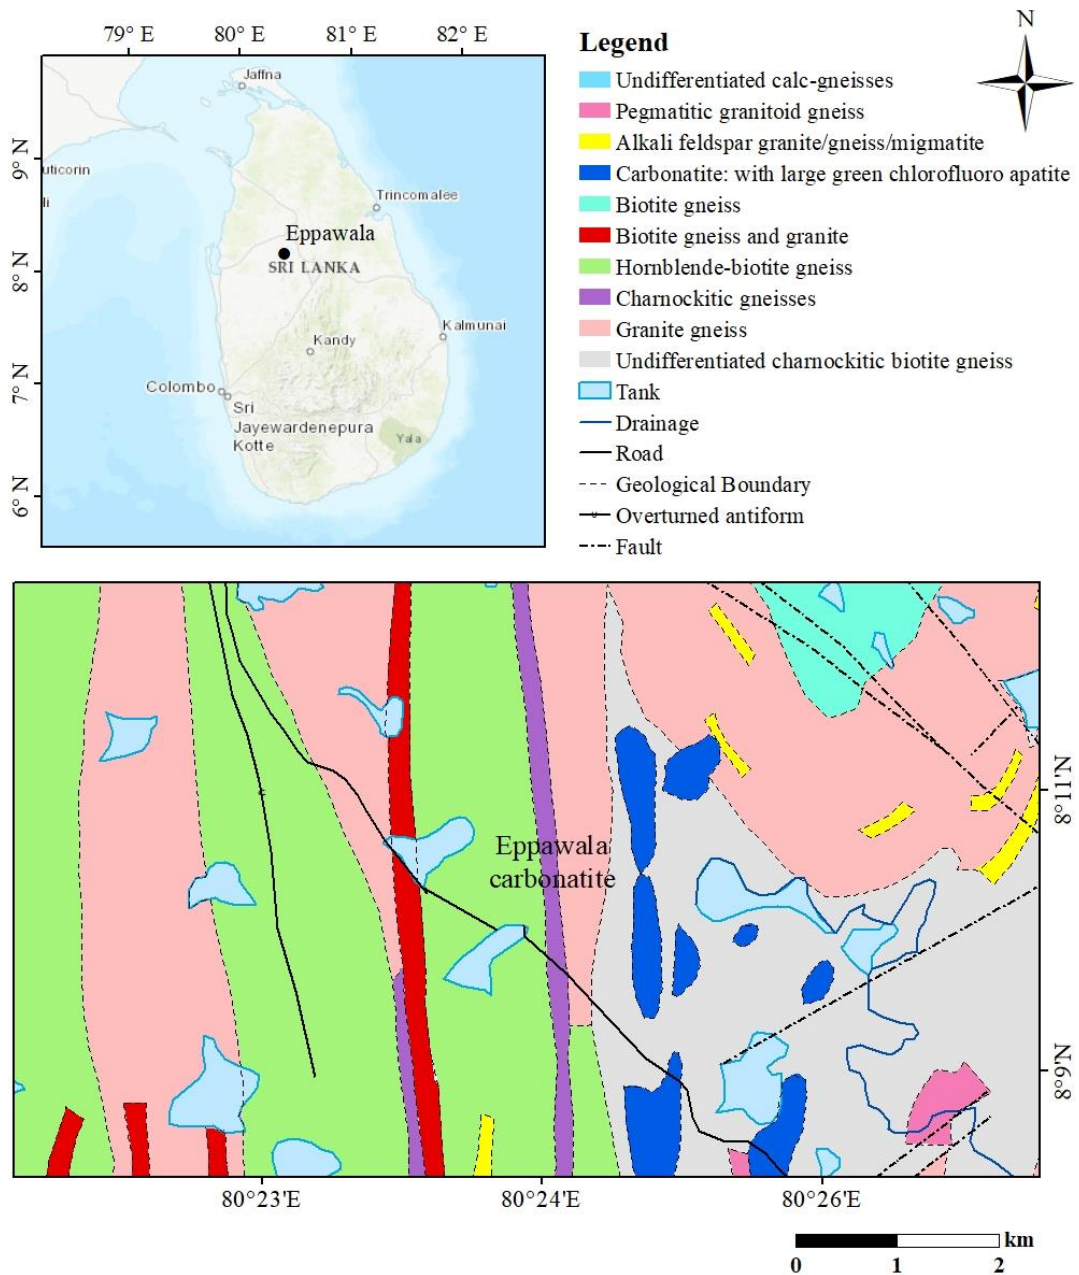 79° E 80° E 81° E 82° E
N
9° N
8° N
7° N
6° N
Jaffna
uticorin
li
Trincomalee
Eppawala
SRI LANKA
Kalmunai
Kandy
Colombo
Sri
Jayewardenepura
Kotte
Yala
Legend
Undifferentiated calc-gneisses
Pegmatitic granitoid gneiss
Alkali feldspar granite/gneiss/migmatite
Carbonatite: with large green chlorofluoro apatite
Biotite gneiss
Biotite gneiss and granite
Hornblende-biotite gneiss
Charnockitic gneisses
Granite gneiss
Undifferentiated charnockitic biotite gneiss
Tank
Drainage
Road
Geological Boundary
Overturned antiform
Fault
Eppawala
carbonatite
8°11'N
8°9'N
80°23'E 80°24'E 80°26'E
km
0 1 2